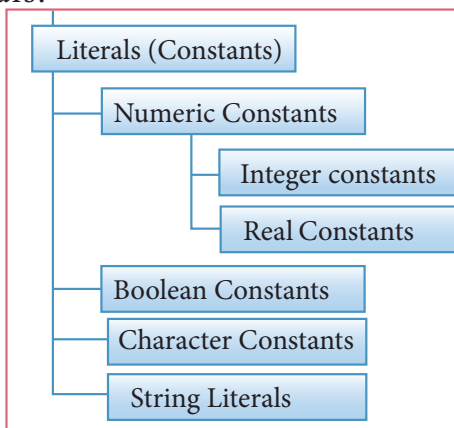 Literals (Constants)
Numeric Constants
Integer constants
Real Constants
Boolean Constants
Character Constants
String Literals